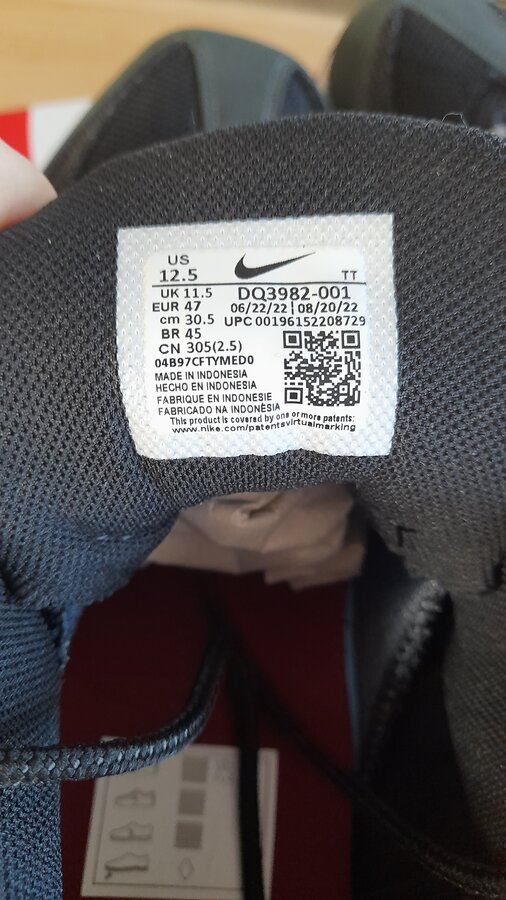 US
12.5
TT
UK 11.5 DQ3982-001
EUR 47 06/22/22 | 08/20/22
cm 30.5 UPC 00196152208729
BR 45
CN 305(2.5)
04B97CFTYMED0
MADE IN INDONESIA
HECHO EN INDONESIA
FABRIQUE EN INDONESIE
FABRICADO NA INDONÉSIA
This product is covered by one or more patents:
www.nike.com/patentsvirtualmarking